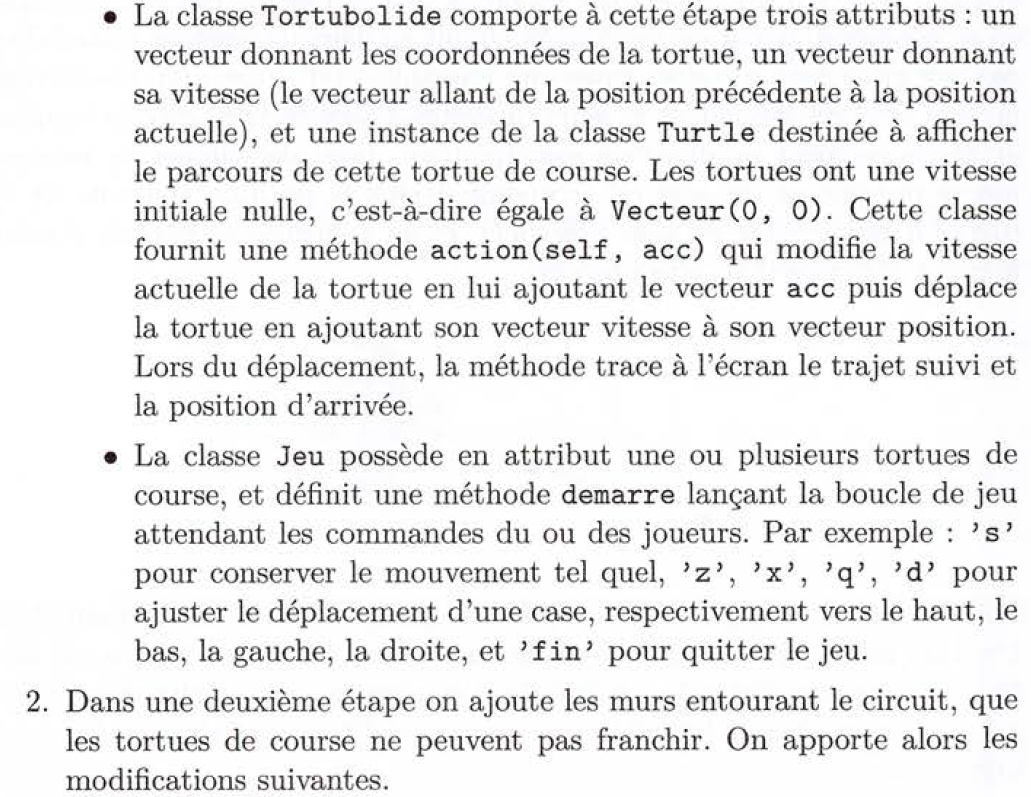 • La classe Tortubolide comporte à cette étape trois attributs : un
vecteur donnant les coordonnées de la tortue, un vecteur donnant
sa vitesse (le vecteur allant de la position précédente à la position
actuelle), et une instance de la classe Turtle destinée à afficher
le parcours de cette tortue de course. Les tortues ont une vitesse
initiale nulle, c'est-à-dire égale à Vecteur(0, 0). Cette classe
fournit une méthode action(self, acc) qui modifie la vitesse
actuelle de la tortue en lui ajoutant le vecteur acc puis déplace
la tortue en ajoutant son vecteur vitesse à son vecteur position.
Lors du déplacement, la méthode trace à l'écran le trajet suivi et
la position d'arrivée.
• La classe Jeu possède en attribut une ou plusieurs tortues de
course, et définit une méthode demarre lançant la boucle de jeu
attendant les commandes du ou des joueurs. Par exemple : 's'
pour conserver le mouvement tel quel, 'z', 'x', 'q', 'd' pour
ajuster le déplacement d'une case, respectivement vers le haut, le
bas, la gauche, la droite, et 'fin' pour quitter le jeu.
2. Dans une deuxième étape on ajoute les murs entourant le circuit, que
les tortues de course ne peuvent pas franchir. On apporte alors les
modifications suivantes.